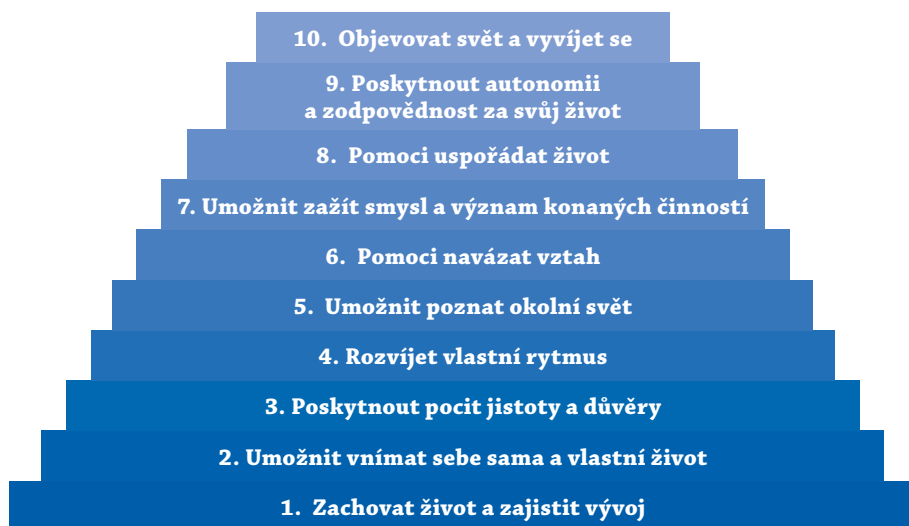 10. Objevovat svět a vyvíjet se
9. Poskytnout autonomii
a zodpovědnost za svůj život
8. Pomoci uspořádat život
7. Umožnit zažít smysl a význam konaných činností
6. Pomoci navázat vztah
5. Umožnit poznat okolní svět
4. Rozvíjet vlastní rytmus
3. Poskytnout pocit jistoty a důvěry
2. Umožnit vnímat sebe sama a vlastní život
1. Zachovat život a zajistit vývoj